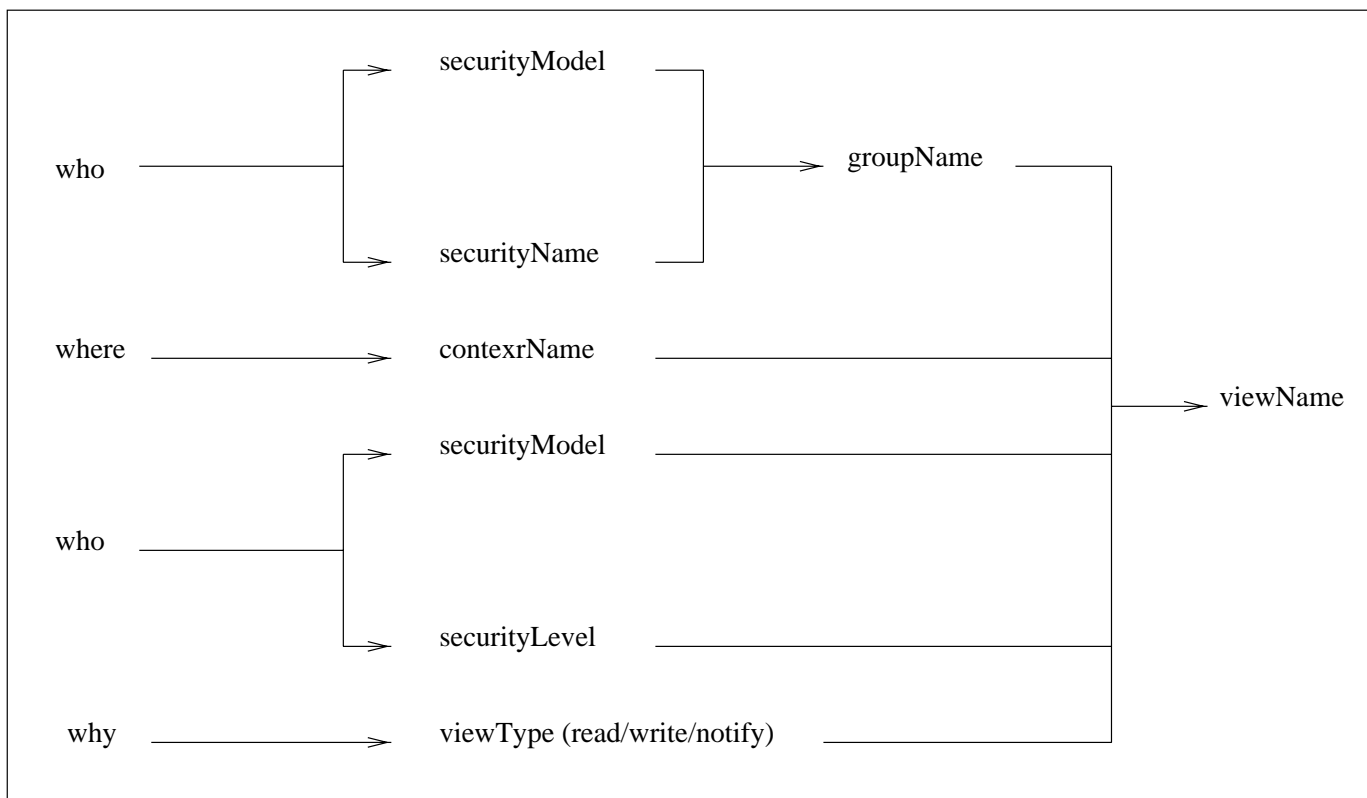 securityModel
who
groupName
securityName
where
contexrName
viewName
securityModel
who
securityLevel
why
viewType (read/write/notify)